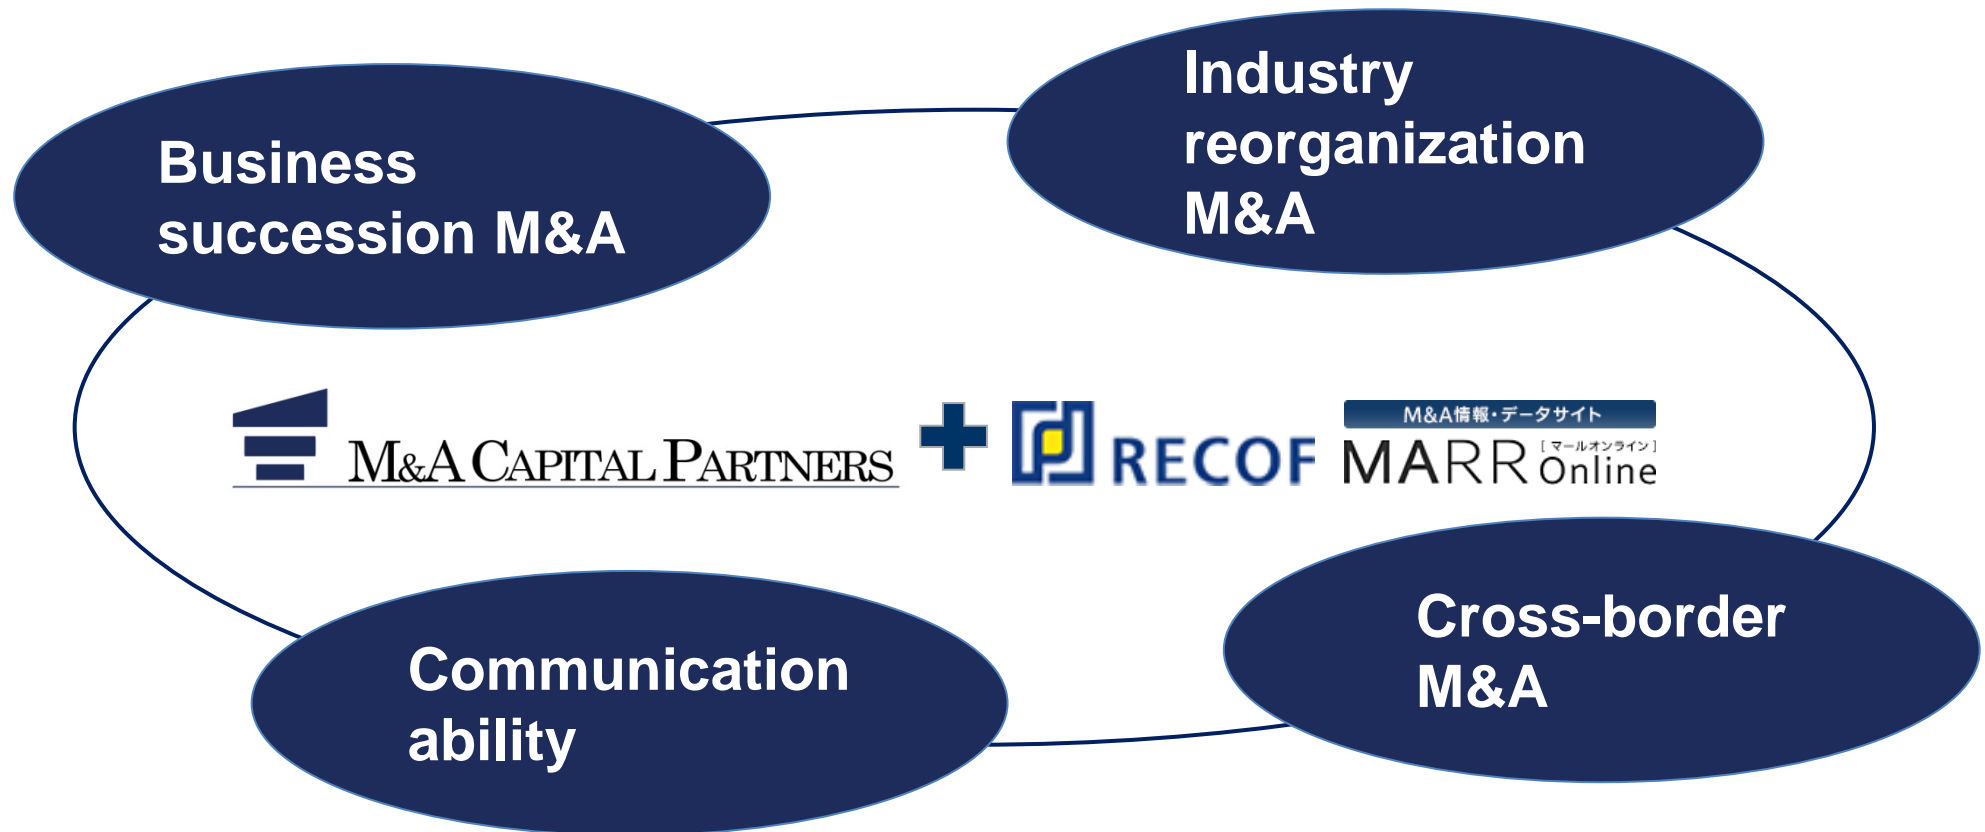 Business
succession M&A
Industry
reorganization
M&A
M&A CAPITAL PARTNERS
RECOF
M&A情報・データサイト
MARR Online
[マールオンライン]
Communication
ability
Cross-border
M&A